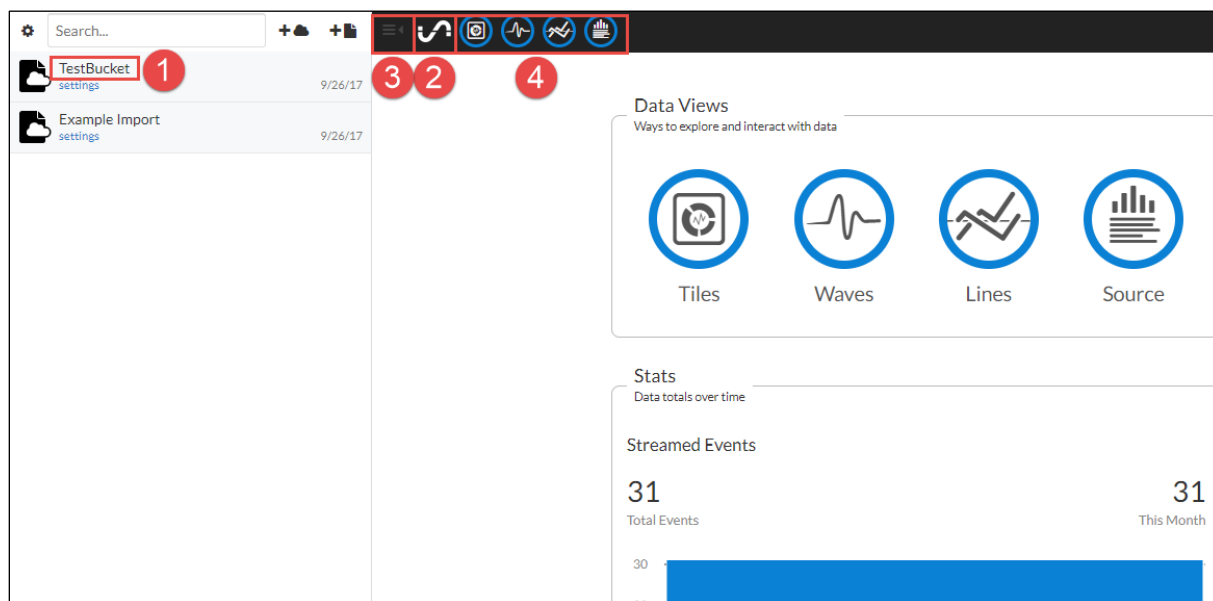 Search...
TestBucket
settings
9/26/17
1
Example Import
settings
9/26/17
3
2
4
Data Views
Ways to explore and interact with data
Tiles
Waves
Lines
Source
Stats
Data totals over time
Streamed Events
31
31
Total Events
This Month
30